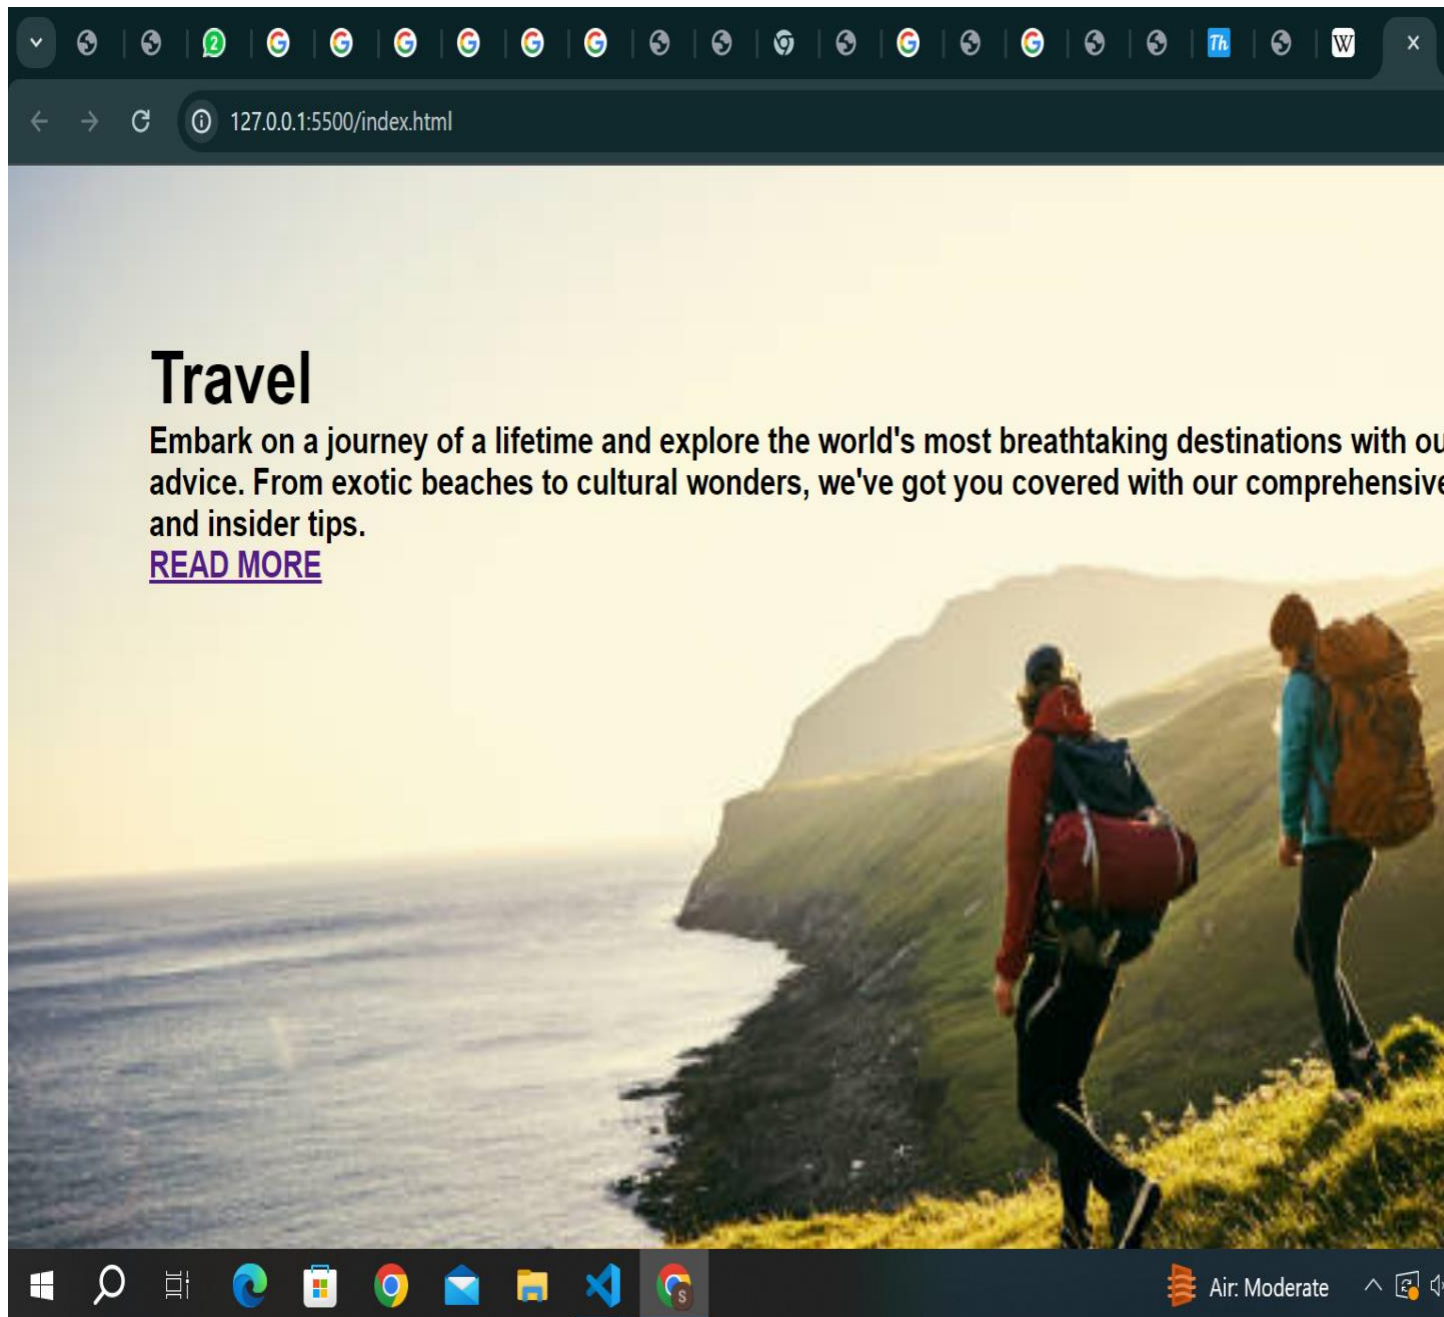 2
Th
W
127.0.0.1:5500/index.html
Travel
Embark on a journey of a lifetime and explore the world's most breathtaking destinations with
advice. From exotic beaches to cultural wonders, we've got you covered with our comprehensive
and insider tips.
READ MORE
S
Air: Moderate